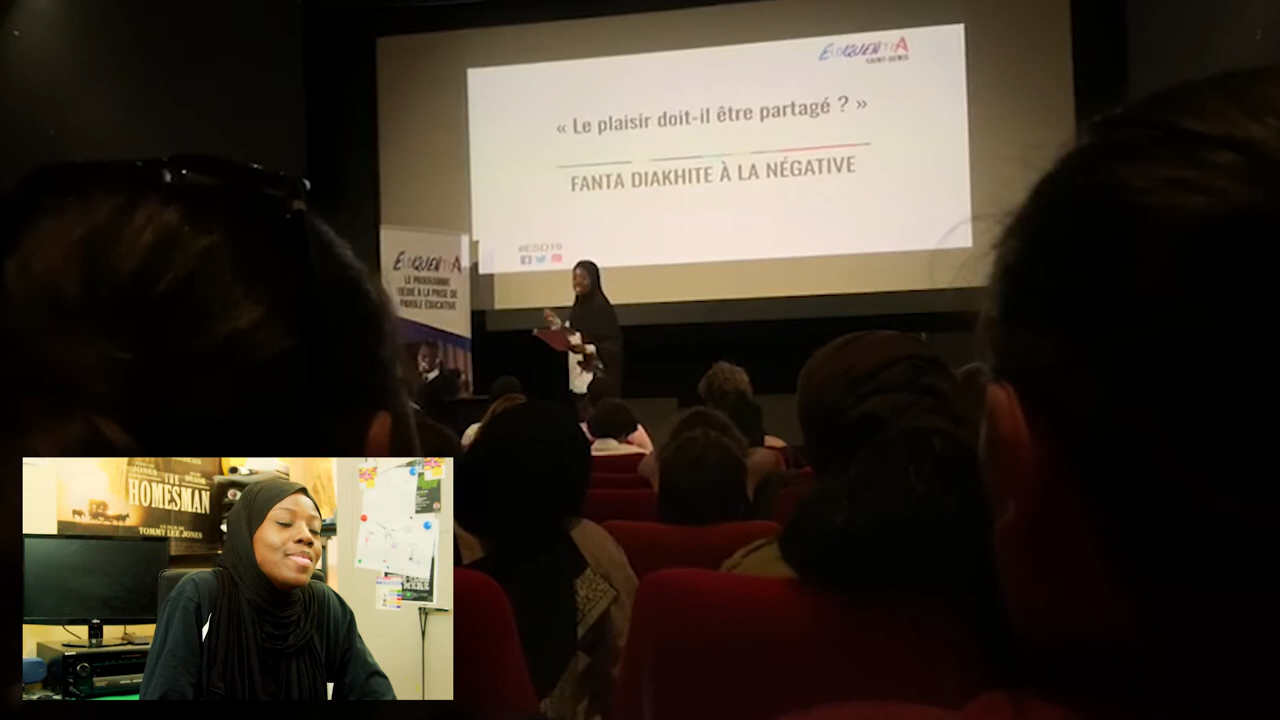 ELOQUENTIA
SAINT-DENIS
« Le plaisir doit-il être partagé ? »
FANTA DIAKHITE À LA NÉGATIVE
#ESD19
ELOQUENTIA
LE PROGRAMME
DÉDIÉ À LA PRISE DE
PAROLE ÉDUCATIVE
JONES
THE
HOMESMAN
UN FILM DE
TOMMY LEE JONES